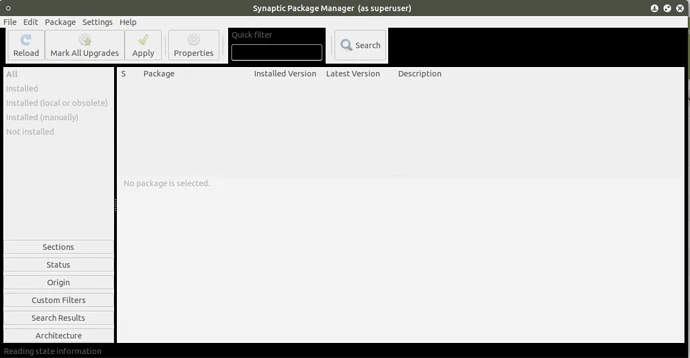 Synaptic Package Manager (as superuser)
File Edit Package Settings Help
Quick filter
Reload Mark All Upgrades Apply Properties Search
All
Installed
Installed (local or obsolete)
Installed (manually)
Not installed
S Package Installed Version Latest Version Description
No package is selected.
Sections
Status
Origin
Custom Filters
Search Results
Architecture
Reading state information